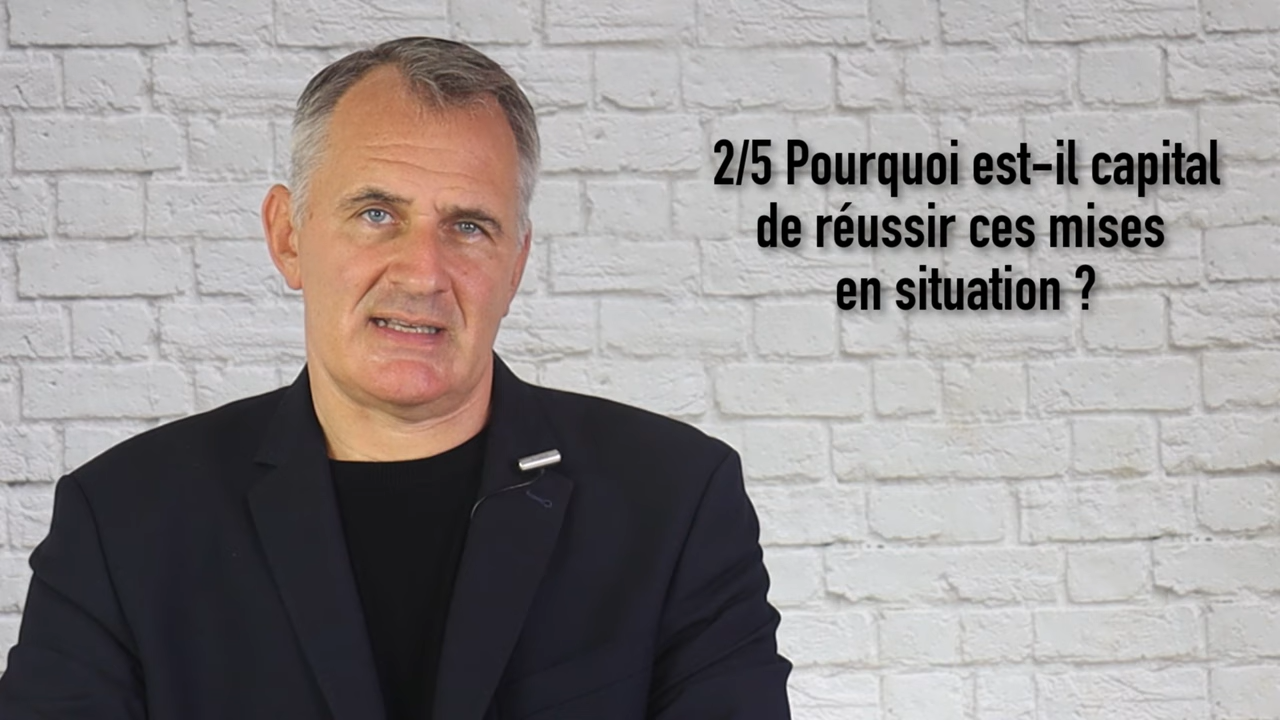 2/5 Pourquoi est-il capital
de réussir ces mises
en situation ?